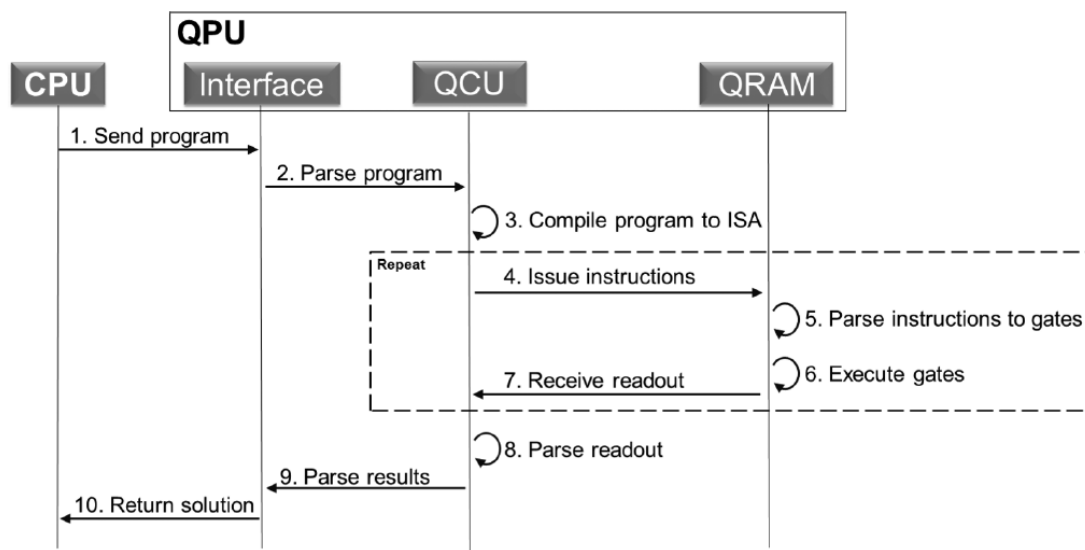 QPU
CPU
Interface
QCU
QRAM
1. Send program
2. Parse program
3. Compile program to ISA
Repeat
4. Issue instructions
5. Parse instructions to gates
6. Execute gates
7. Receive readout
8. Parse readout
9. Parse results
10. Return solution